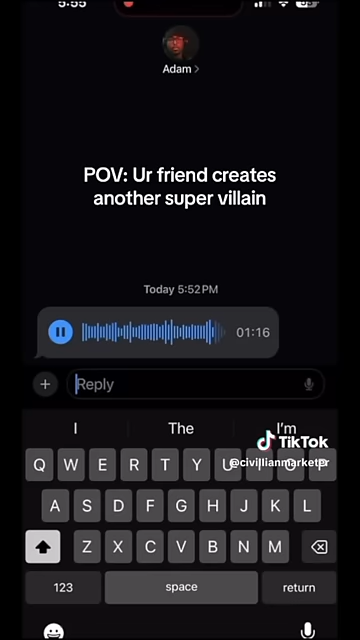 5:55
Adam >
POV: Ur friend creates
another super villain
Today 5:52 PM
01:16
Reply
I The I'm
TikTok
@civillianmarketer
Q W E R T Y U I O P
A S D F G H J K L
Z X C V B N M
123 space return